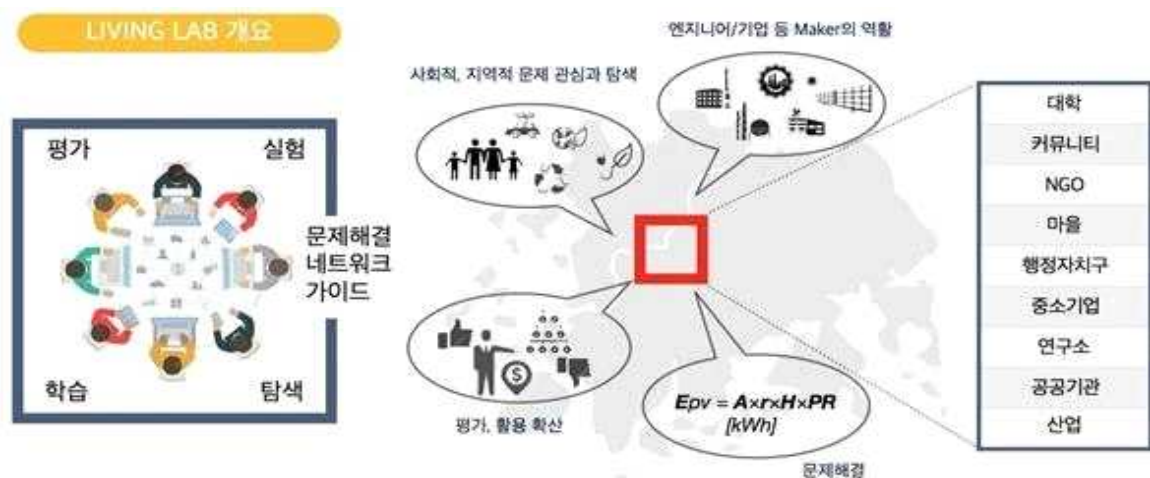 LIVING LAB 개요
평가
실험
문제해결
네트워크
가이드
학습
탐색
사회적, 지역적 문제 관심과 탐색
엔지니어/기업 등 Maker의 역활
평가, 활용 확산
$
Epv = A×r×H×PR
[kWh]
문제해결
대학
커뮤니티
NGO
마을
행정자치구
중소기업
연구소
공공기관
산업